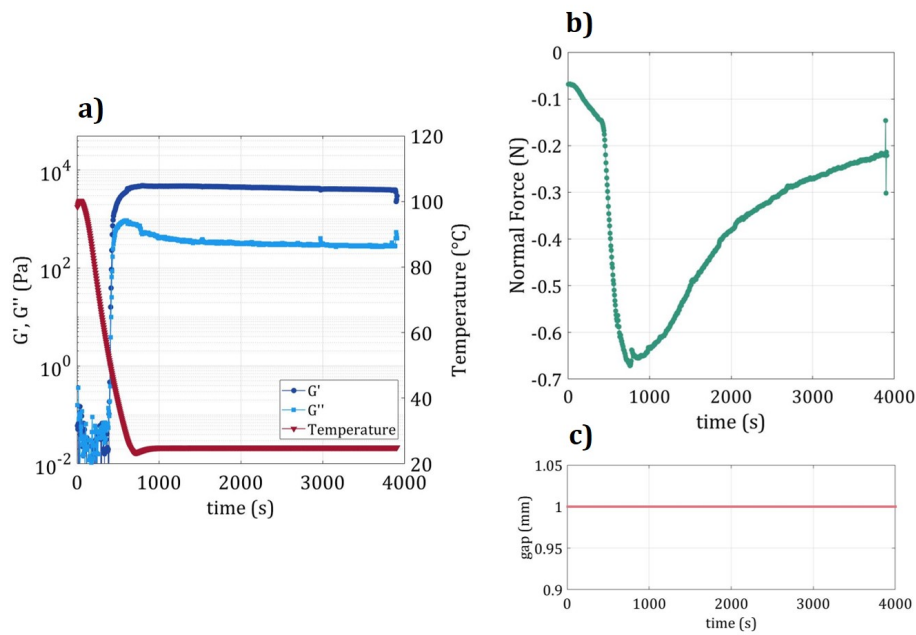 a)
G', G'' (Pa)
10^4
10^2
10^0
10^-2
120
100
80
60
40
20
Temperature (°C)
G'
G''
Temperature
0 1000 2000 3000 4000
time (s)
b)
Normal Force (N)
0
-0.1
-0.2
-0.3
-0.4
-0.5
-0.6
-0.7
0 1000 2000 3000 4000
time (s)
c)
gap (mm)
1.05
1
0.95
0.9
0 1000 2000 3000 4000
time (s)